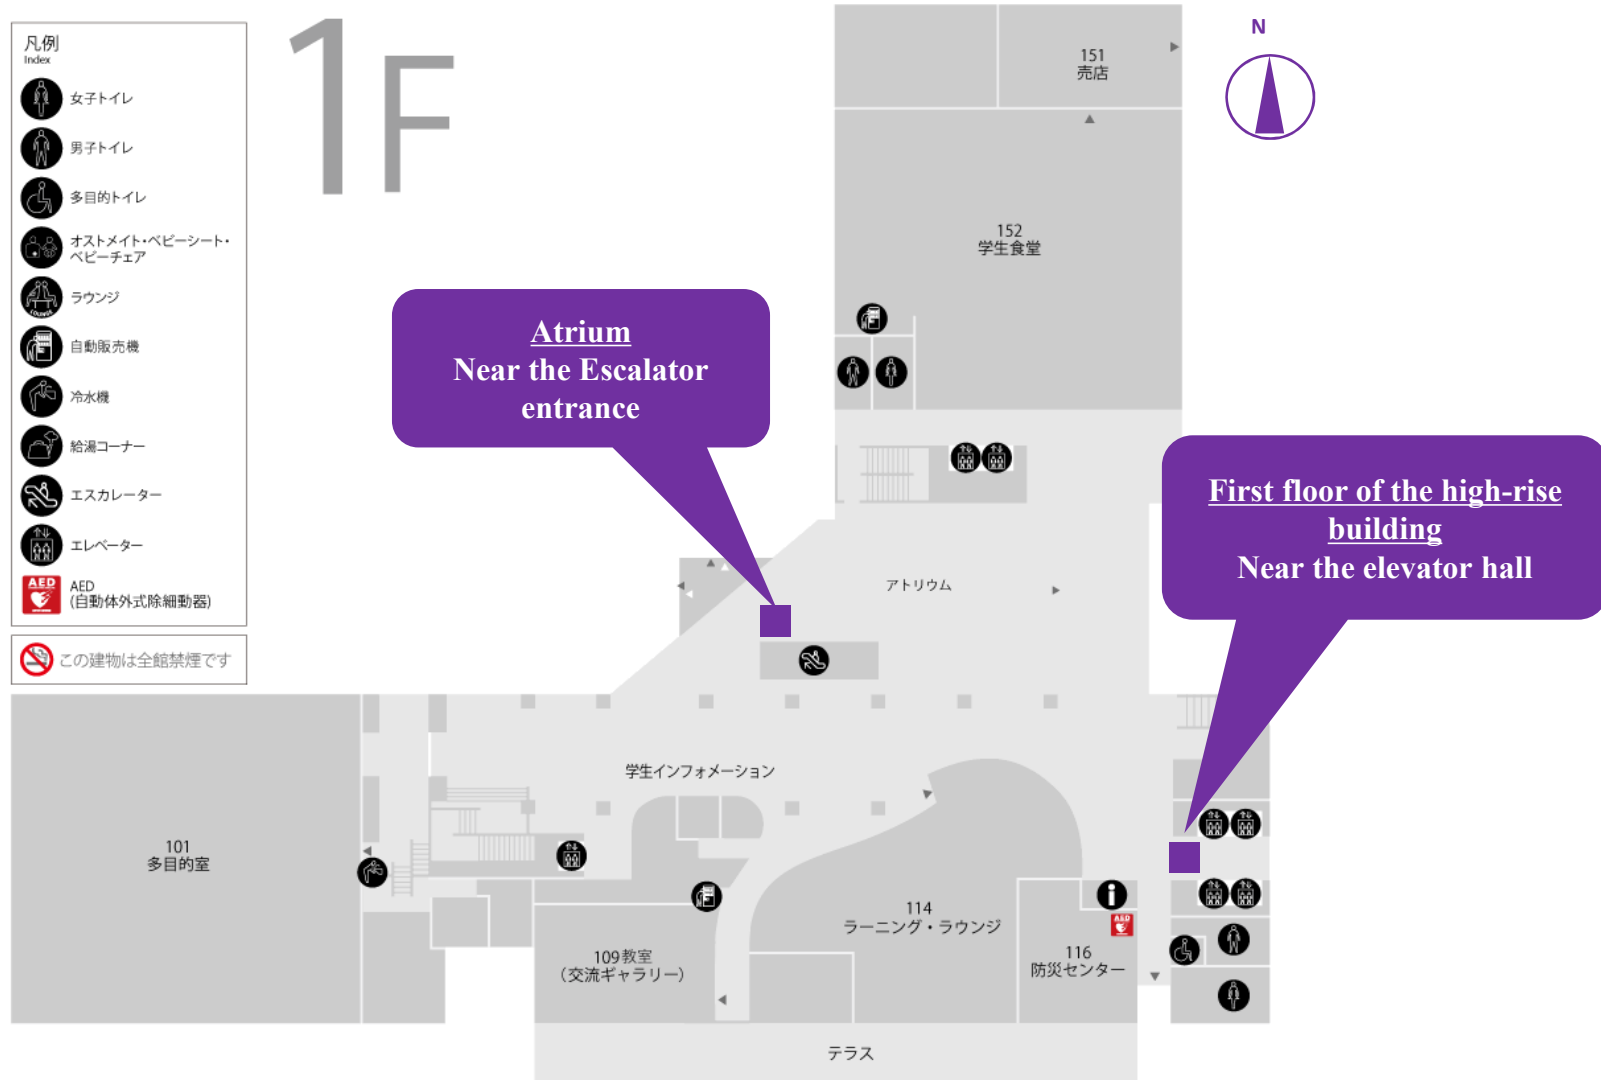 凡例
Index
女子トイレ
男子トイレ
多目的トイレ
オストメイト・ベビーシート・
ベビーチェア
LOUNGE
ラウンジ
自動販売機
冷水機
給湯コーナー
エスカレーター
エレベーター
AED
AED
(自動体外式除細動器)
この建物は全館禁煙です
1F
N
151
売店
152
学生食堂
Atrium
Near the Escalator
entrance
First floor of the high-rise
building
Near the elevator hall
アトリウム
学生インフォメーション
101
多目的室
109教室
(交流ギャラリー)
114
ラーニング・ラウンジ
i
AED
116
防災センター
テラス